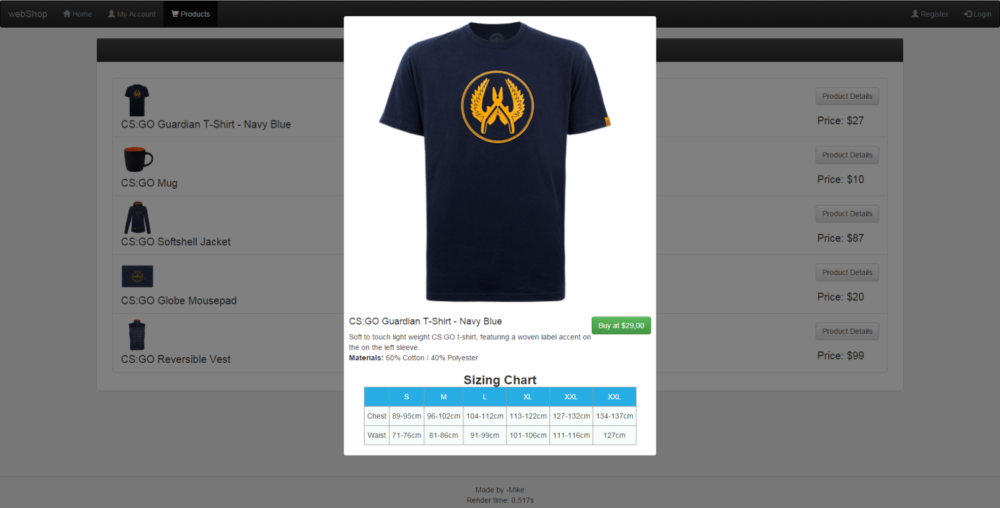 webShop Home My Account Products Register Login
CS:GO Guardian T-Shirt - Navy Blue
Product Details
Price: $27
CS:GO Mug
Product Details
Price: $10
CS:GO Softshell Jacket
Product Details
Price: $87
CS:GO Globe Mousepad
Product Details
Price: $20
CS:GO Reversible Vest
Product Details
Price: $99
CS:GO Guardian T-Shirt - Navy Blue
Buy at $29,00
Soft to touch light weight CS:GO t-shirt, featuring a woven label accent on
the on the left sleeve.
Materials: 60% Cotton / 40% Polyester
Sizing Chart
S M L XL XXL XXL
Chest 89-95cm 96-102cm 104-112cm 113-122cm 127-132cm 134-137cm
Waist 71-76cm 81-86cm 91-99cm 101-106cm 111-116cm 127cm
Made by -Mike
Render time: 0.517s